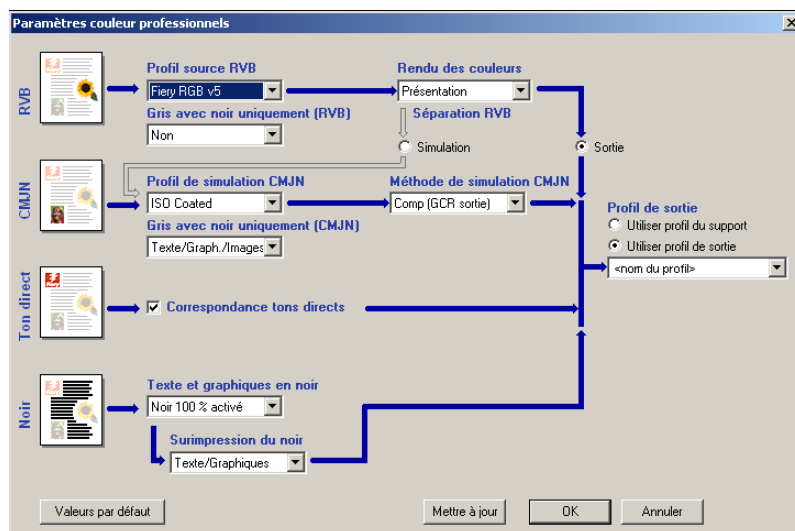 Paramètres couleur professionnels
RVB
Profil source RVB
Fiery RGB v5
Rendu des couleurs
Présentation
Gris avec noir uniquement (RVB)
Non
Séparation RVB
Simulation
Sortie
CMJN
Profil de simulation CMJN
ISO Coated
Méthode de simulation CMJN
Comp (GCR sortie)
Gris avec noir uniquement (CMJN)
Texte/Graph./Images
Profil de sortie
Utiliser profil du support
Utiliser profil de sortie
<nom du profil>
Ton direct
Correspondance tons directs
Noir
Texte et graphiques en noir
Noir 100 % activé
Surimpression du noir
Texte/Graphiques
Valeurs par défaut
Mettre à jour
OK
Annuler